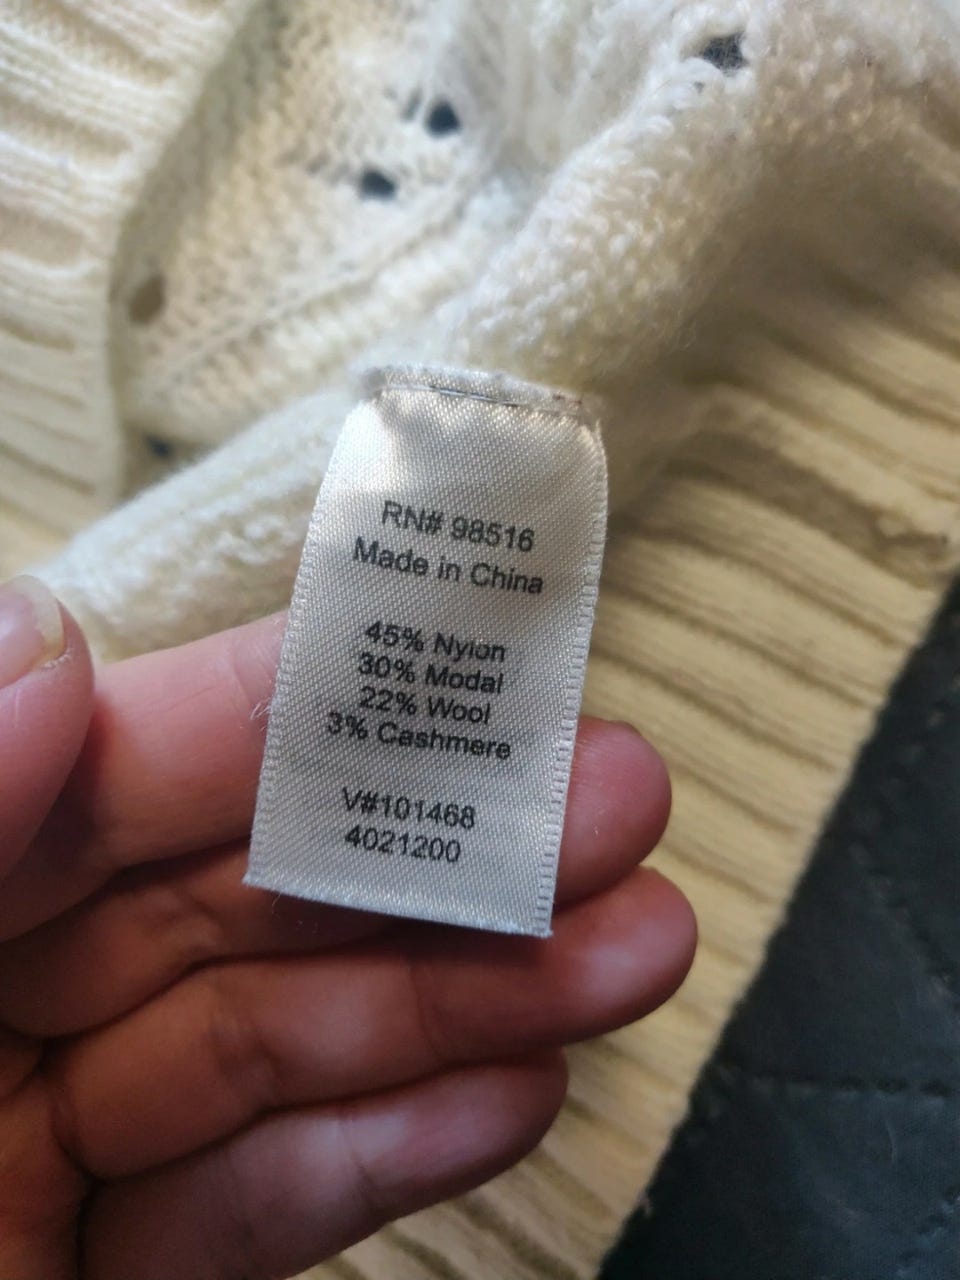 RN# 98516
Made in China
45% Nylon
30% Modal
22% Wool
3% Cashmere
V#101468
4021200